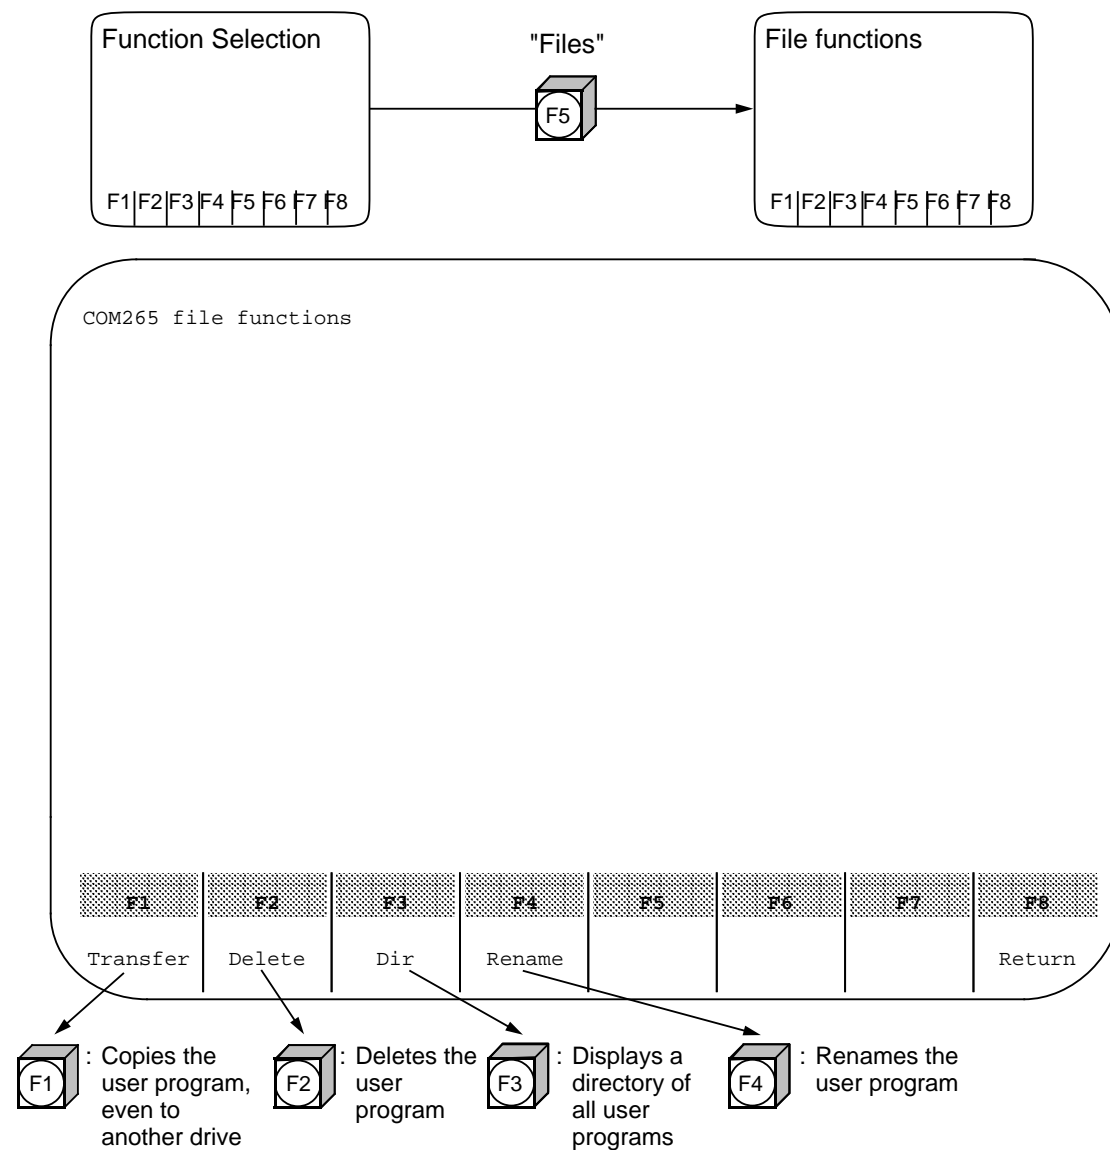 Function Selection
"Files"
File functions
F5
F1 F2 F3 F4 F5 F6 F7 F8
F1 F2 F3 F4 F5 F6 F7 F8
COM265 file functions
F1 F2 F3 F4 F5 F6 F7 F8
Transfer Delete Dir Rename Return
F1
: Copies the
user program,
even to
another drive
F2
: Deletes the
user
program
F3
: Displays a
directory of
all user
programs
F4
: Renames the
user program